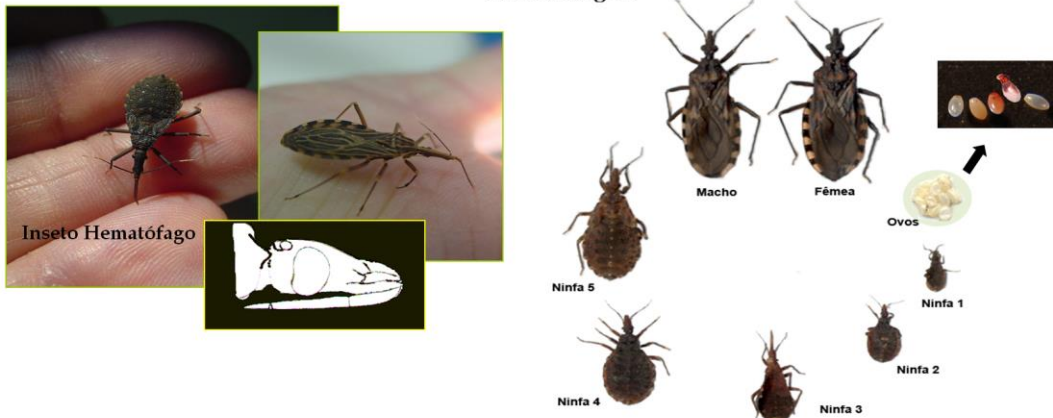 Inseto Hematófago
Macho
Fêmea
Ovos
Ninfa 1
Ninfa 2
Ninfa 3
Ninfa 4
Ninfa 5